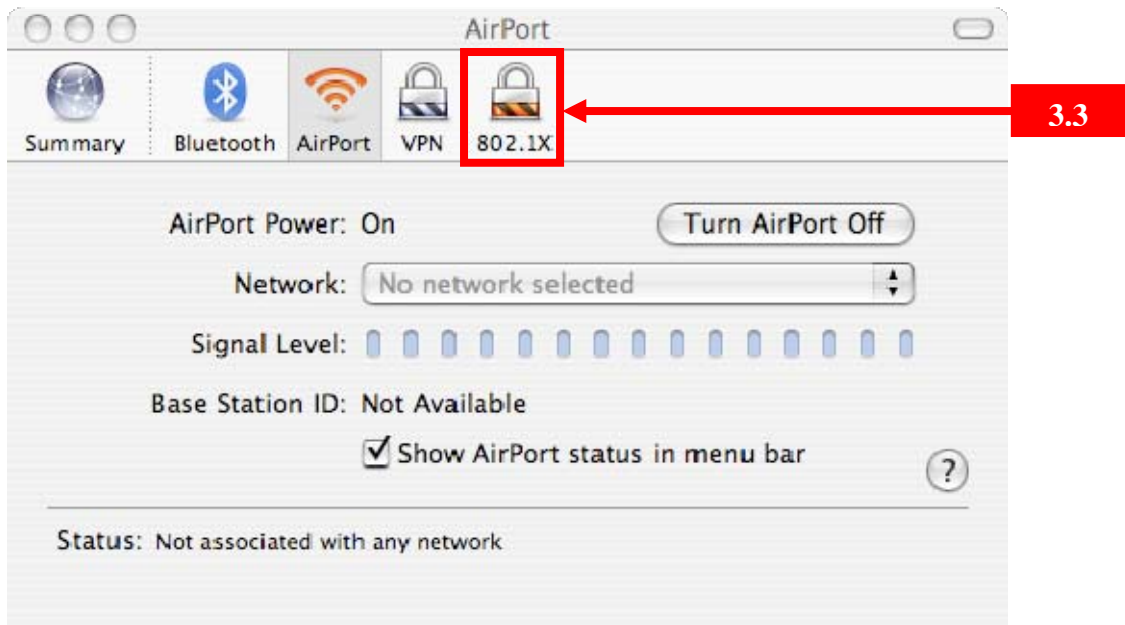 AirPort
Summary Bluetooth AirPort VPN 802.1X
3.3
AirPort Power: On Turn AirPort Off
Network: No network selected
Signal Level:
Base Station ID: Not Available
Show AirPort status in menu bar
?
Status: Not associated with any network